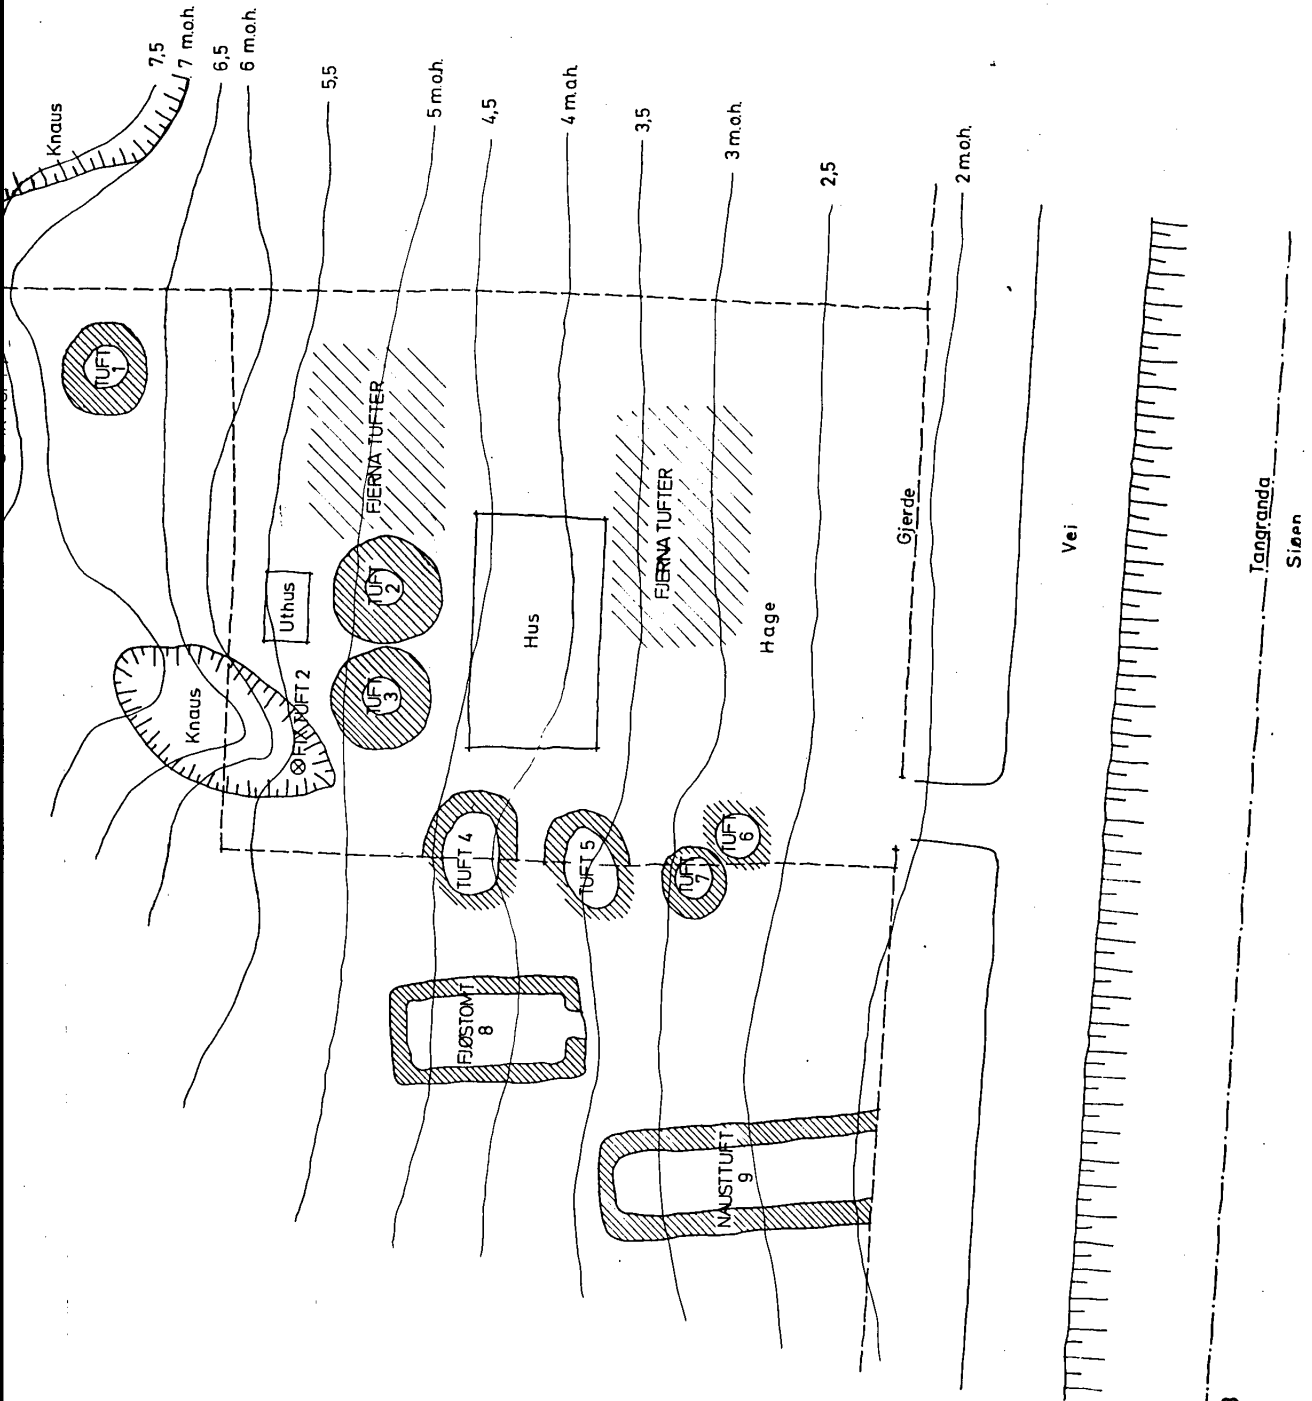 7,5
7 m.o.h.
6,5
6 m.o.h.
5,5
5 m.o.h.
4,5
4 m.o.h.
3,5
3 m.o.h.
2,5
2 m.o.h.
Knaus
TUFT
1
FJERNA TUFTER
FJERNA TUFTER
Uthus
TUFT
2
TUFT
3
Hus
Hage
Gjerde
Vei
Tangranda
Sjøen
Knaus
TUFT 2
TUFT 4
TUFT 5
TUFT
6
TUFT
7
FJØSTOMT
8
NAUSTTUFT
9